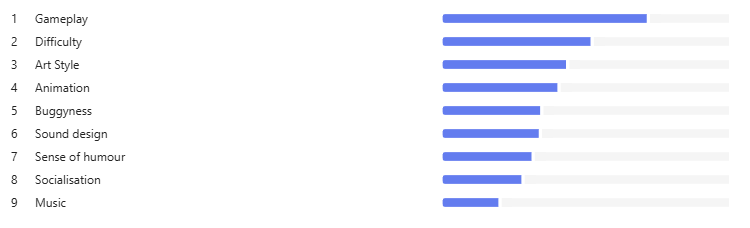 1 Gameplay
2 Difficulty
3 Art Style
4 Animation
5 Buggyness
6 Sound design
7 Sense of humour
8 Socialisation
9 Music